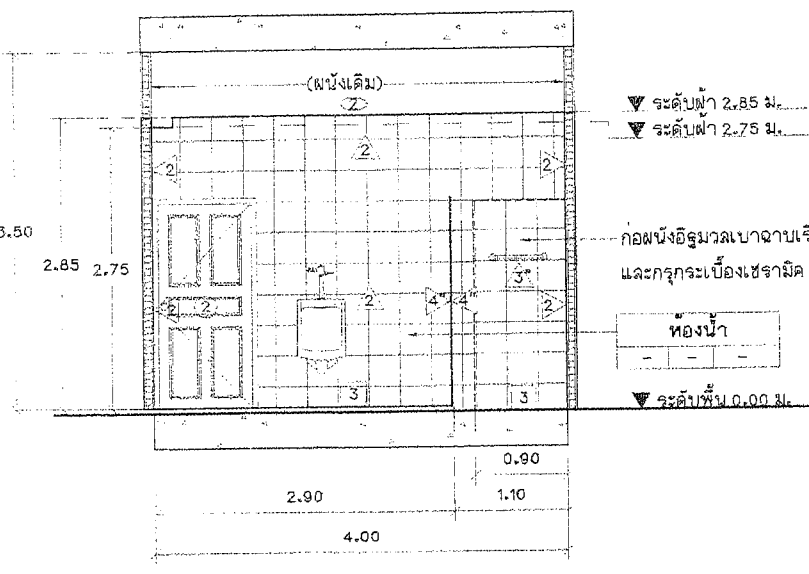 (ผนังเดิม)
2
ระดับฝ้า 2.85 ม.
ระดับฝ้า 2.75 ม.
2
2
2
3.50
2.85
2.75
ก่อผนังอิฐมวลเบาฉาบเรี
และกรุกระเบื้องเซรามิค
3"
2
2
2
4"
4"
2
ห้องน้ำ
- - -
3
3
ระดับพื้น 0.00 ม.
0.90
2.90
1.10
4.00